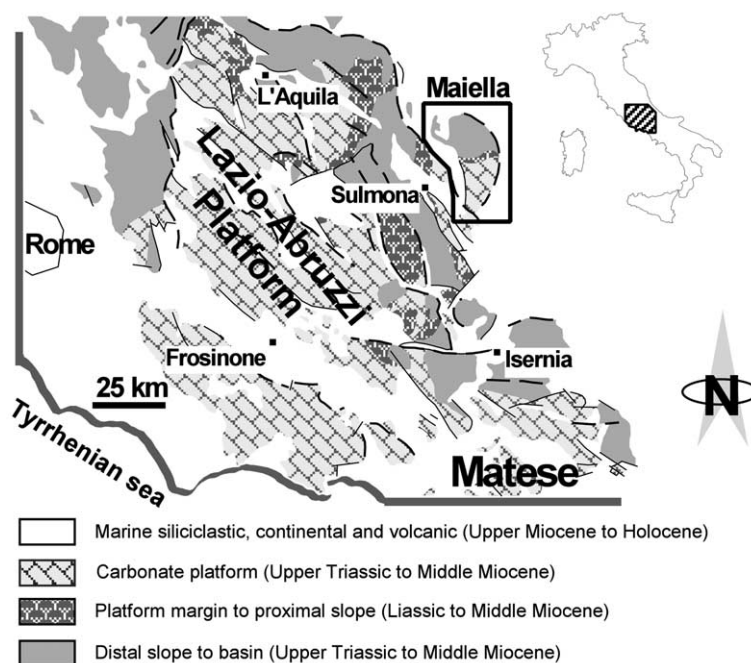 L'Aquila
Maiella
Sulmona
Lazio-Abruzzi
Platform
Rome
Frosinone
Isernia
25 km
N
Tyrrhenian sea
Matese
Marine siliciclastic, continental and volcanic (Upper Miocene to Holocene)
Carbonate platform (Upper Triassic to Middle Miocene)
Platform margin to proximal slope (Liassic to Middle Miocene)
Distal slope to basin (Upper Triassic to Middle Miocene)